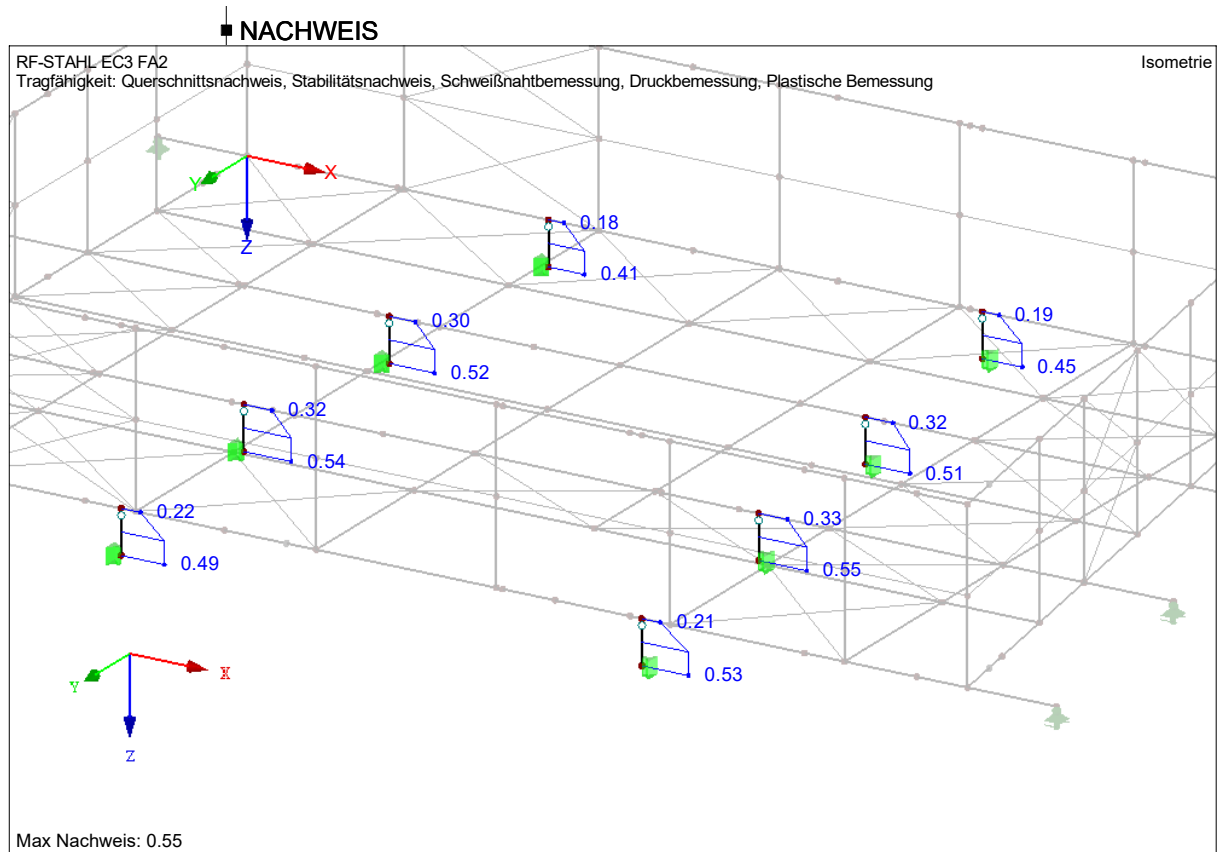 NACHWEIS
RF-STAHL EC3 FA2
Isometrie
Tragfähigkeit: Querschnittsnachweis, Stabilitätsnachweis, Schweißnahtbemessung, Druckbemessung, Plastische Bemessung
X
Y
Z
0.18
0.41
0.30
0.52
0.19
0.45
0.32
0.54
0.32
0.51
0.22
0.49
0.33
0.55
0.21
0.53
X
Y
Z
Max Nachweis: 0.55